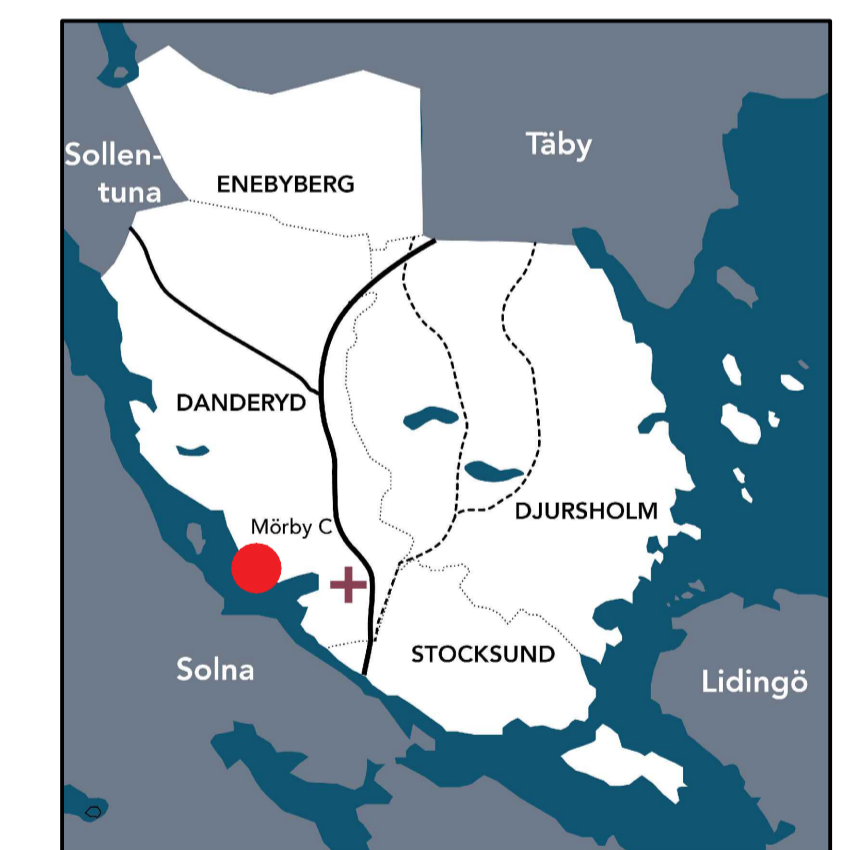 Täby
Sollen-
tuna
ENEBYBERG
DANDERYD
DJURSHOLM
Mörby C
STOCKSUND
Solna
Lidingö